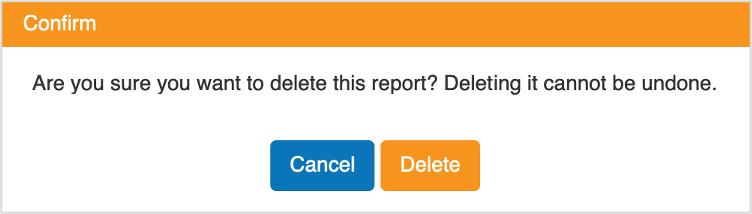 Confirm
Are you sure you want to delete this report? Deleting it cannot be undone.
Cancel Delete